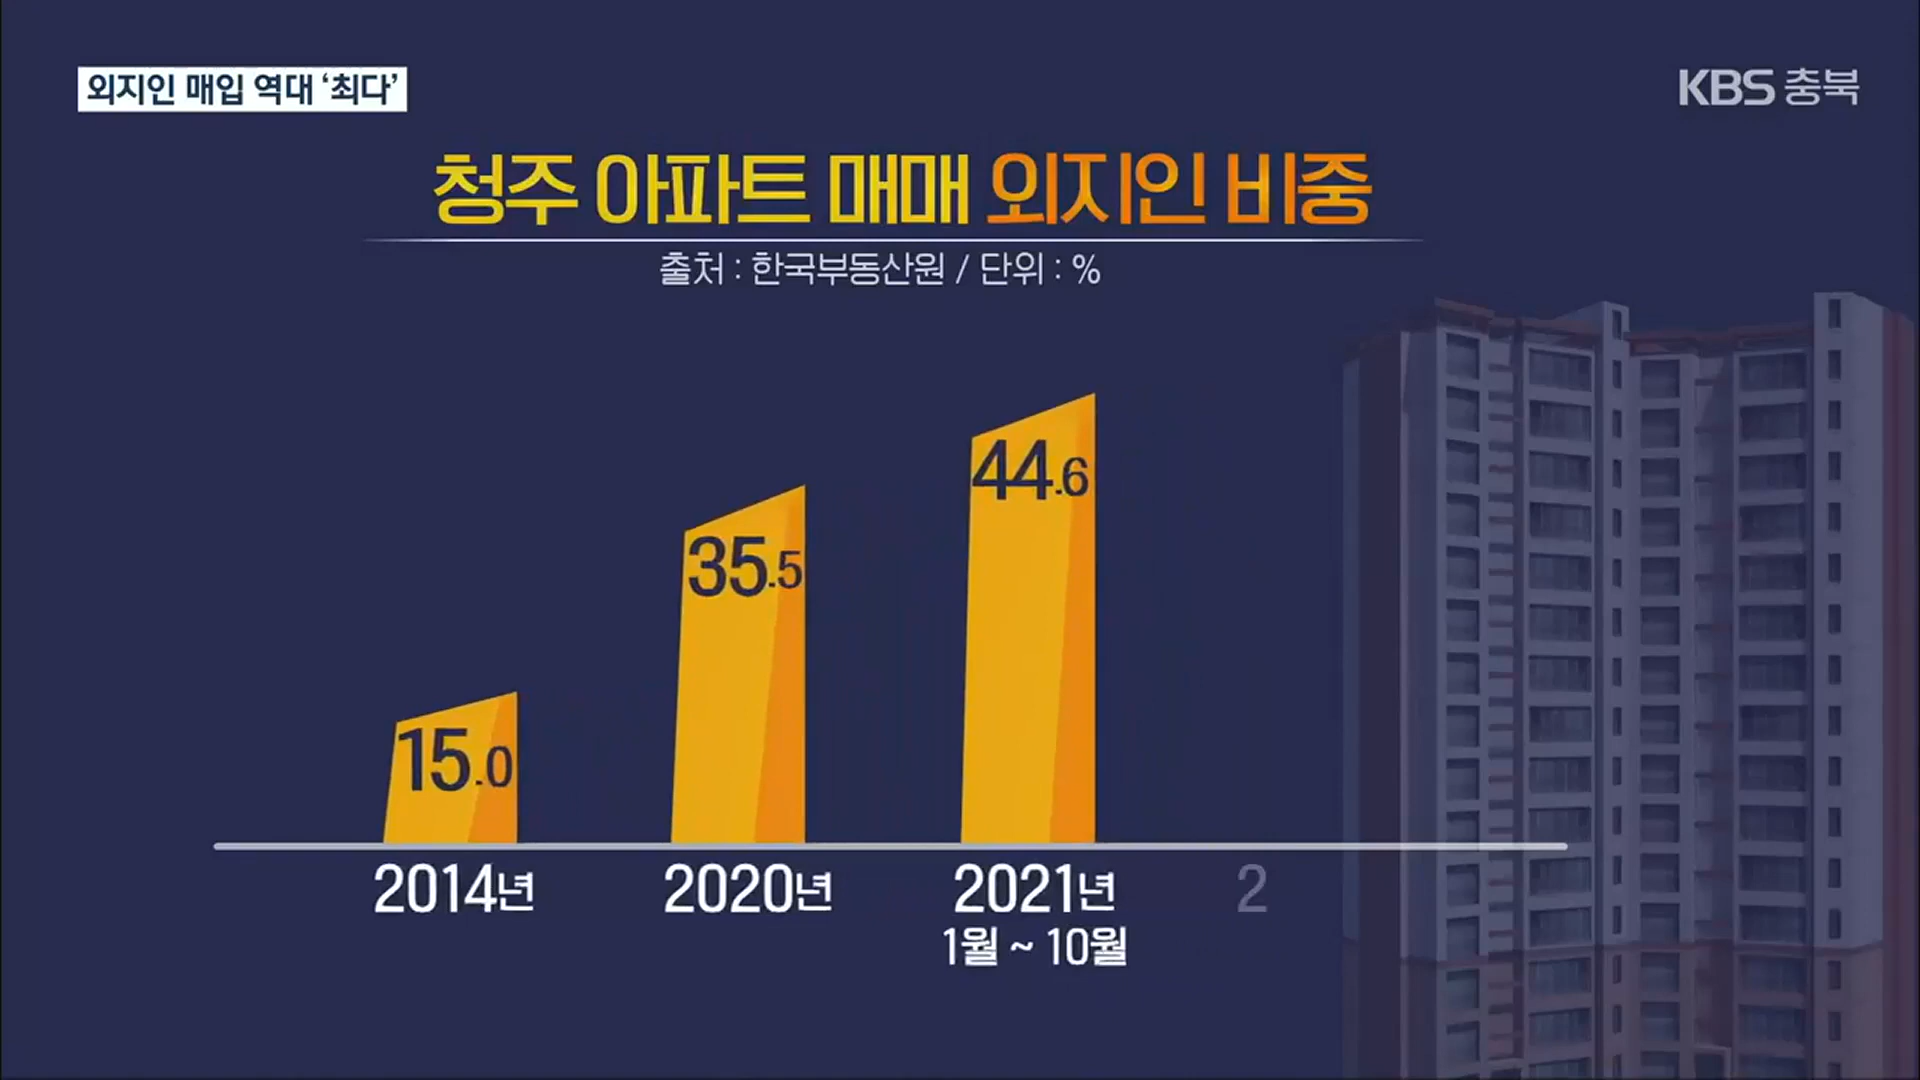 외지인 매입 역대 ‘최다’
KBS 충북
청주 아파트 매매 외지인 비중
출처 : 한국부동산원 / 단위 : %
15.0
35.5
44.6
2014년
2020년
2021년
2
1월 ~ 10월